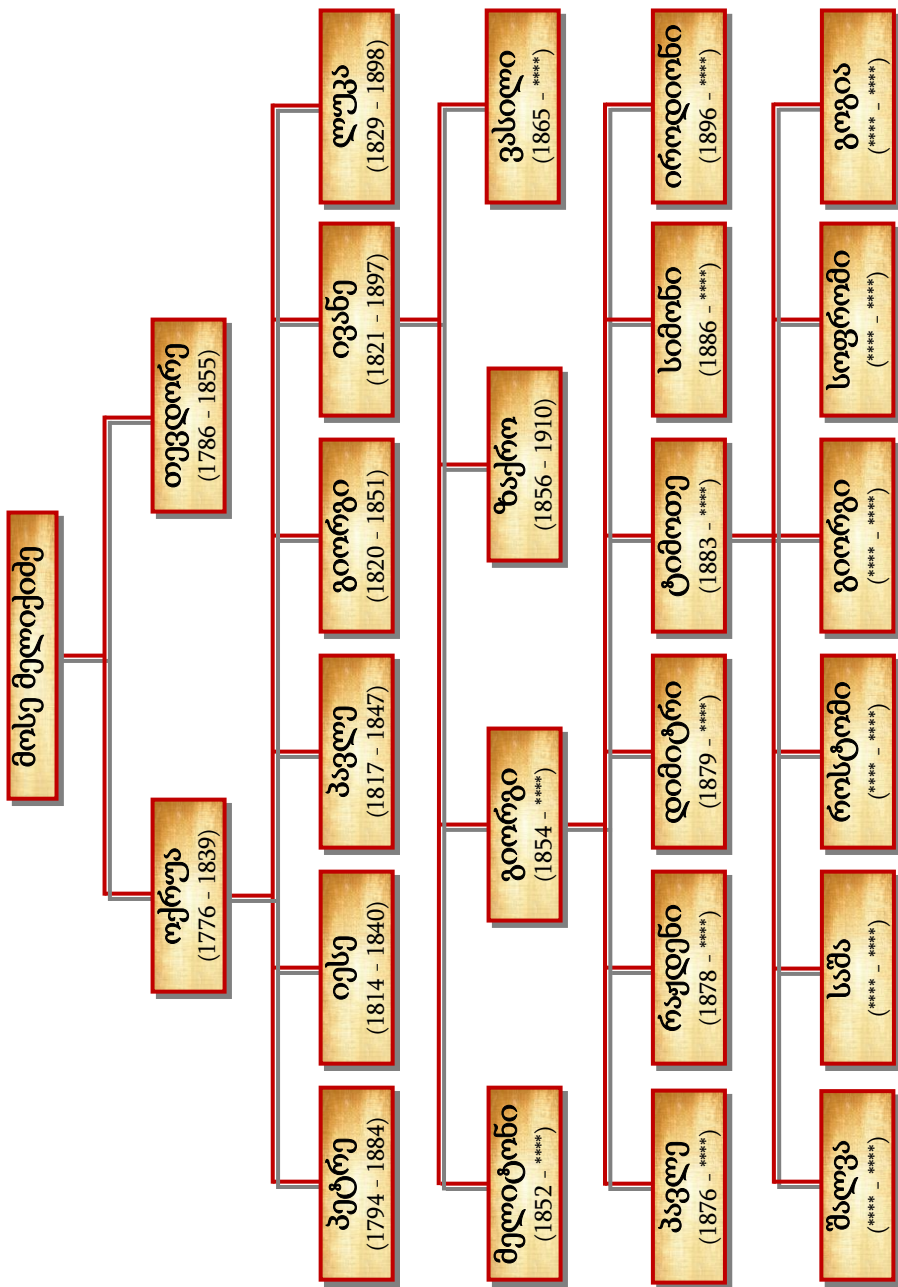 მოსე მელიქიძე
ოქრუა
(1776 - 1839)
თევდორე
(1786 - 1855)
პეტრე
(1794 - 1884)
იესე
(1814 - 1840)
პავლე
(1817 - 1847)
გიორგი
(1820 - 1851)
ივანე
(1821 - 1897)
ლუკა
(1829 - 1898)
მელიტონი
(1852 - ****)
გიორგი
(1854 - ****)
ზაქრო
(1856 - 1910)
ვასილი
(1865 - ****)
პავლე
(1876 - ****)
რაჟდენი
(1878 - ****)
დიმიტრი
(1879 - ****)
ტიმოთე
(1883 - ****)
სიმონი
(1886 - ****)
იროდიონი
(1896 - ****)
შალვა
(**** - ****)
საშა
(**** - ****)
როსტომი
(**** - ****)
გიორგი
(**** - ****)
სოფრომი
(**** - ****)
გოგია
(**** - ****)